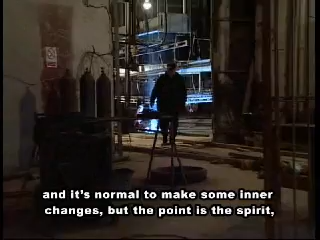 and it's normal to make some inner
changes, but the point is the spirit,